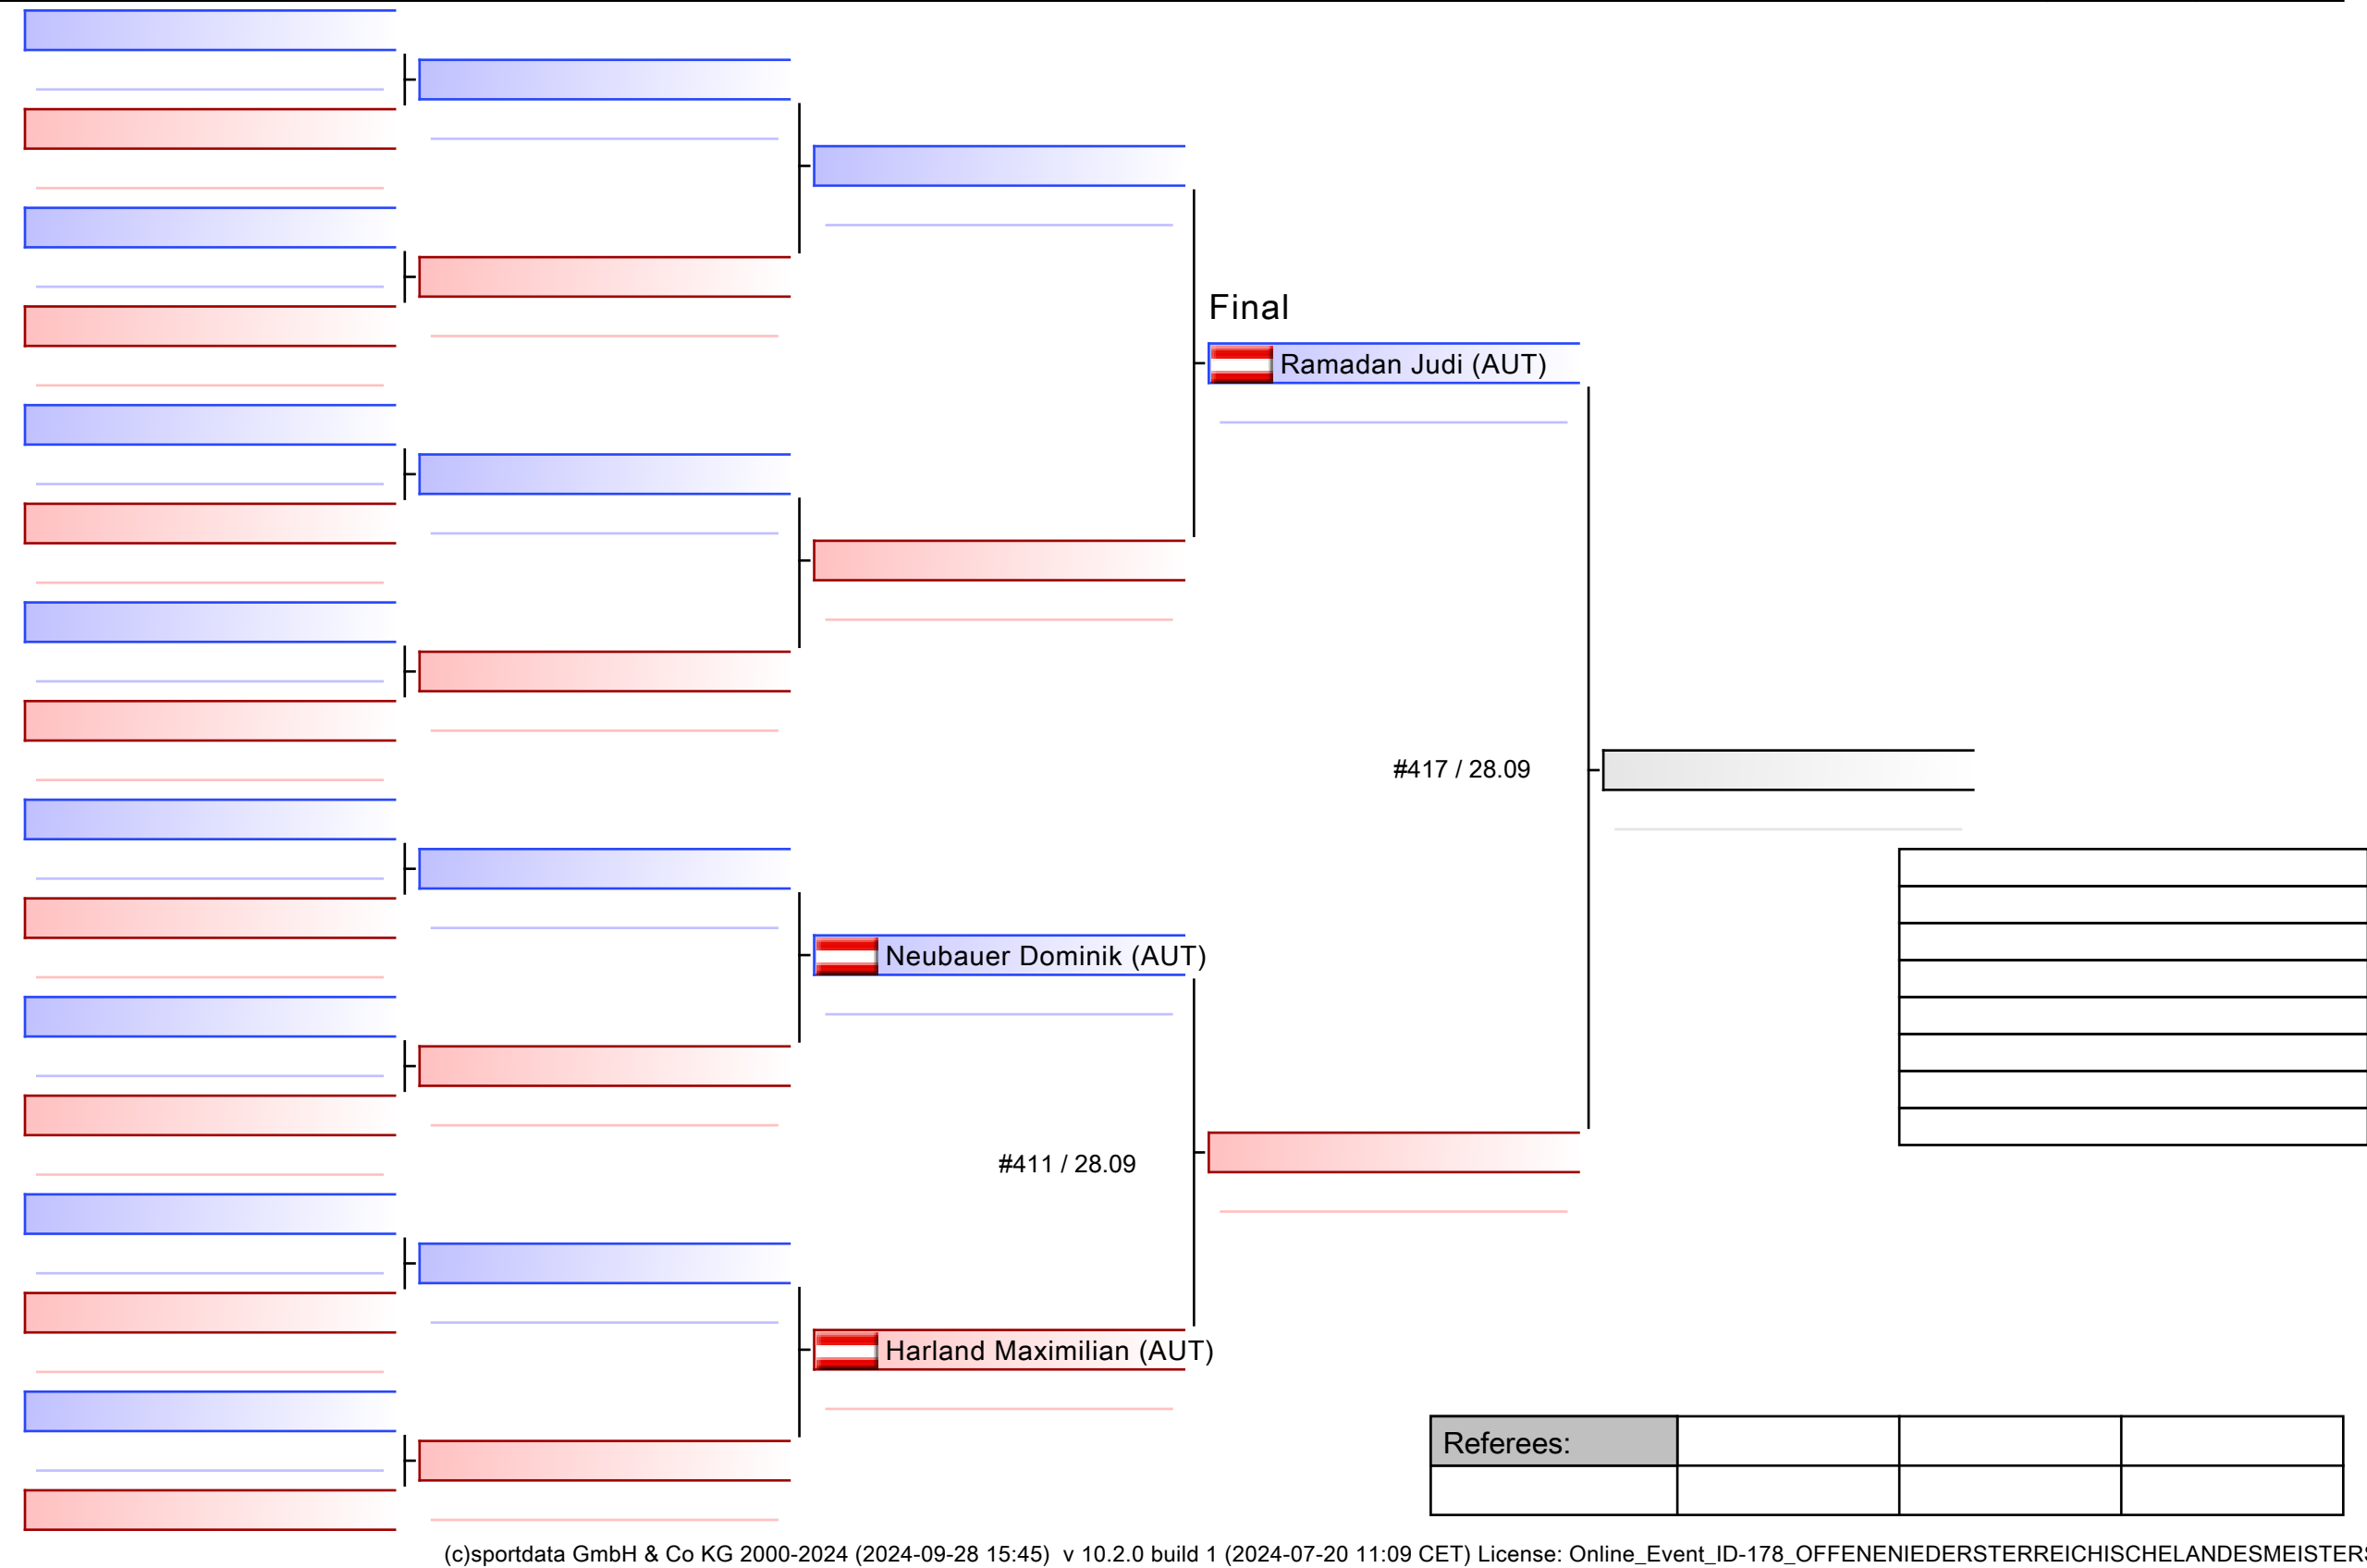 Final
Ramadan Judi (AUT)
#417 / 28.09
Neubauer Dominik (AUT)
#411 / 28.09
Harland Maximilian (AUT)
Referees:
(c)sportdata GmbH & Co KG 2000-2024 (2024-09-28 15:45) v 10.2.0 build 1 (2024-07-20 11:09 CET) License: Online_Event_ID-178_OFFENENIEDERSTERREICHISCHELANDESMEISTERS